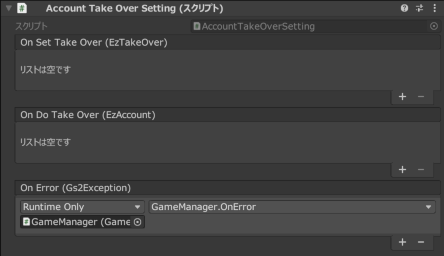 Account Take Over Setting (スクリプト)
スクリプト AccountTakeOverSetting
On Set Take Over (EzTakeOver)
リストは空です
On Do Take Over (EzAccount)
リストは空です
On Error (Gs2Exception)
Runtime Only GameManager.OnError
GameManager (Game